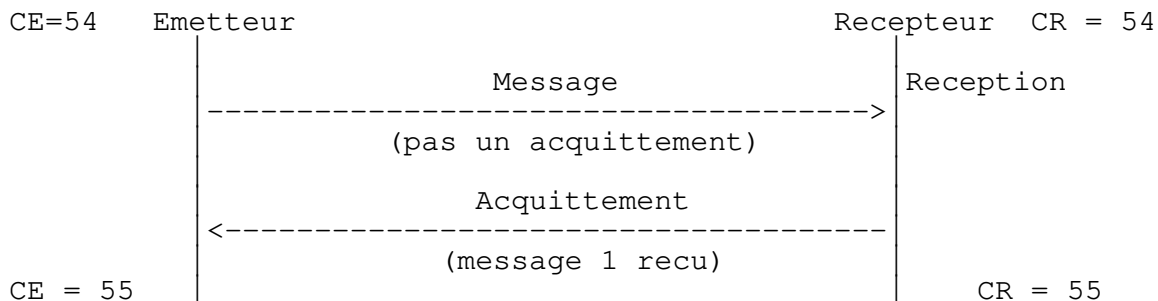 CE=54 Emetteur Recepteur CR = 54
Message Reception
(pas un acquittement)
Acquittement
(message 1 recu)
CE = 55 CR = 55